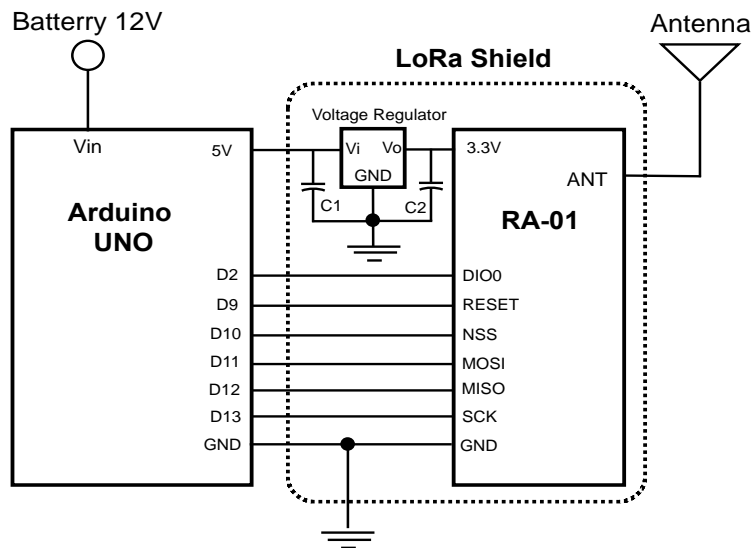 Batterry 12V
Antenna
LoRa Shield
Voltage Regulator
Vin
5V
Vi
Vo
3.3V
GND
ANT
C1
C2
Arduino
UNO
RA-01
D2
DIO0
D9
RESET
D10
NSS
D11
MOSI
D12
MISO
D13
SCK
GND
GND